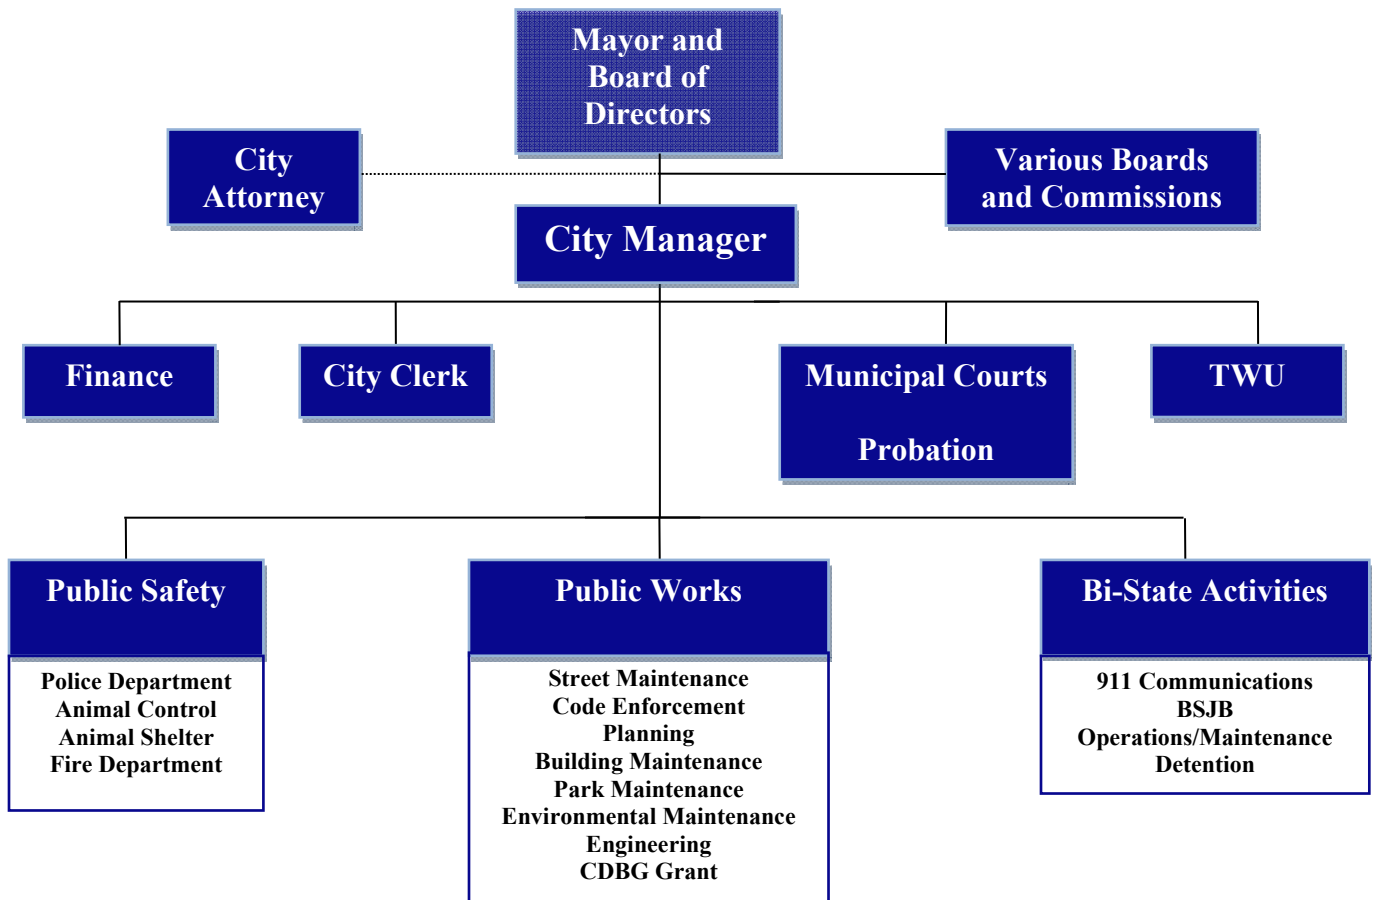 Mayor and
Board of
Directors
City
Attorney
Various Boards
and Commissions
City Manager
Finance
City Clerk
Municipal Courts
Probation
TWU
Public Safety
Police Department
Animal Control
Animal Shelter
Fire Department
Public Works
Street Maintenance
Code Enforcement
Planning
Building Maintenance
Park Maintenance
Environmental Maintenance
Engineering
CDBG Grant
Bi-State Activities
911 Communications
BSJB
Operations/Maintenance
Detention